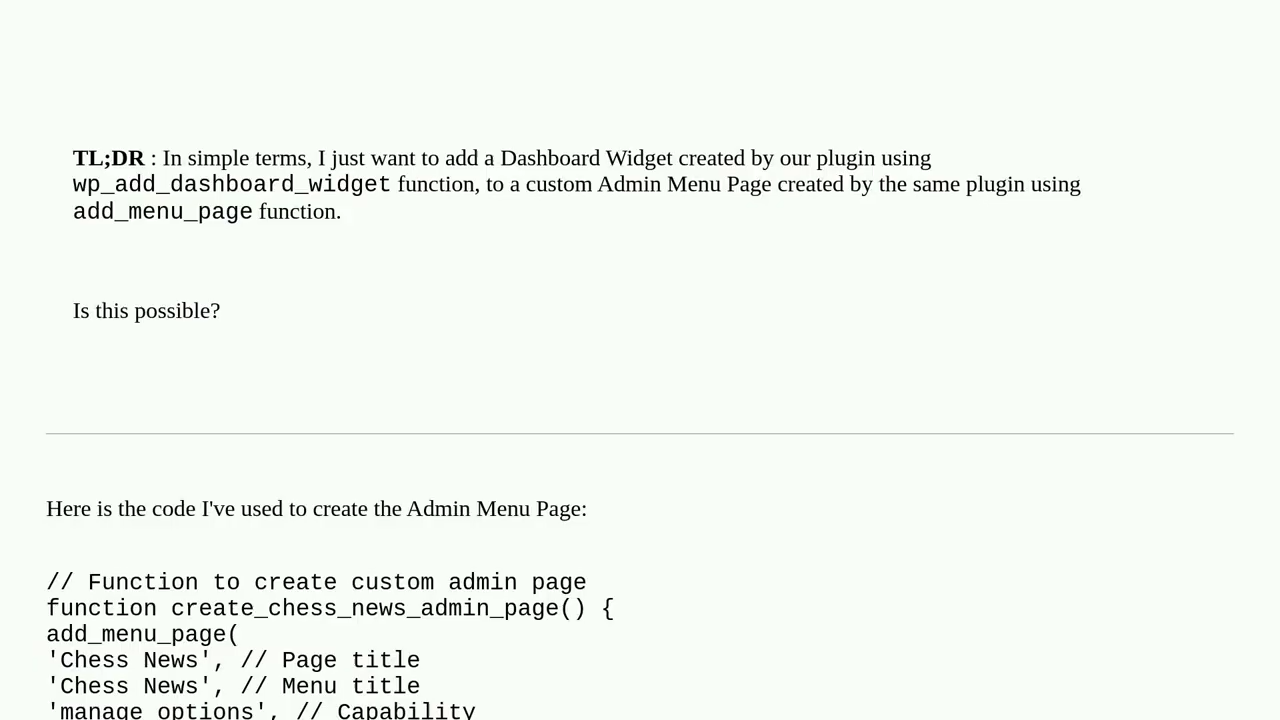 TL;DR : In simple terms, I just want to add a Dashboard Widget created by our plugin using
wp_add_dashboard_widget function, to a custom Admin Menu Page created by the same plugin using
add_menu_page function.
Is this possible?
Here is the code I've used to create the Admin Menu Page:
// Function to create custom admin page
function create_chess_news_admin_page() {
add_menu_page(
'Chess News', // Page title
'Chess News', // Menu title
'manage_options', // Capability